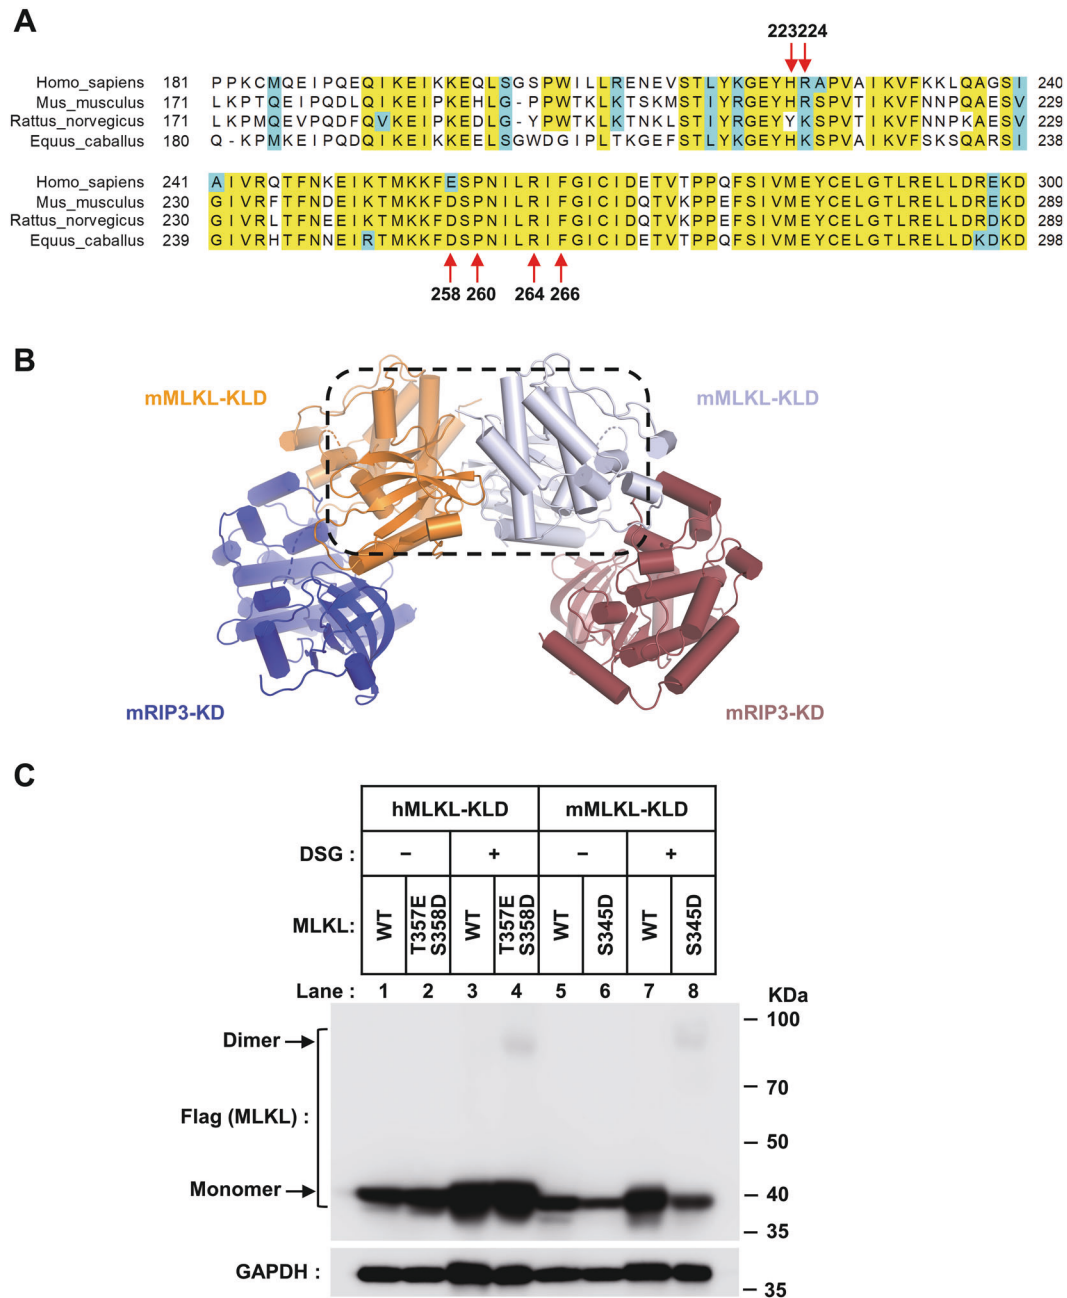 A
223224
Homo_sapiens 181 PPKCMQEIPQEQIKEIKKEQLSGSPWILLRENEVSTLYKGEYHRAPVAIKVFKKLQAGSI 240
Mus_musculus 171 LKPTQEIPQDLQIKEIPKEHLG-PPWTKLKTSKMSTIYRGEYHRSPVTIKVFNNPQAESV 229
Rattus_norvegicus 171 LKPMQEVPQDFQVKEIPKEDLG-YPWTKLKTNKLSTIYRGEYYKSPVTIKVFNNPKAESV 229
Equus_caballus 180 Q-KPMKEIPQDQIKEIEKEELSGWDGIPLTKGEFSTLYKGEYHKSPVAIKVFSKSQARSI 238
Homo_sapiens 241 AIVRQTFNKEIKTMKKFESPNILRIFGICIDETVTPPQFSIVMEYCELGTLRELLDREKD 300
Mus_musculus 230 GIVRFTFNDEIKTMKKFDSPNILRIFGICIDQTVKPPEFSIVMEYCELGTLRELLDREKD 289
Rattus_norvegicus 230 GIVRLTFNEEIKTMKKFDSPNILRIFGICIDQTVKPPEFSIVMEYCELGTLRELLDRDKD 289
Equus_caballus 239 GIVRHTFNNEIRTMKKFDSPNILRIFGICIDETVTPPQFSIVMEYCELGTLRELLDKDKD 298
258 260 264 266
B
mMLKL-KLD mMLKL-KLD
mRIP3-KD mRIP3-KD
C
hMLKL-KLD mMLKL-KLD
DSG : − + − +
MLKL: WT T357E S358D WT T357E S358D WT S345D WT S345D
Lane : 1 2 3 4 5 6 7 8 KDa
100
Dimer
70
Flag (MLKL) :
50
Monomer 40
35
GAPDH :
35